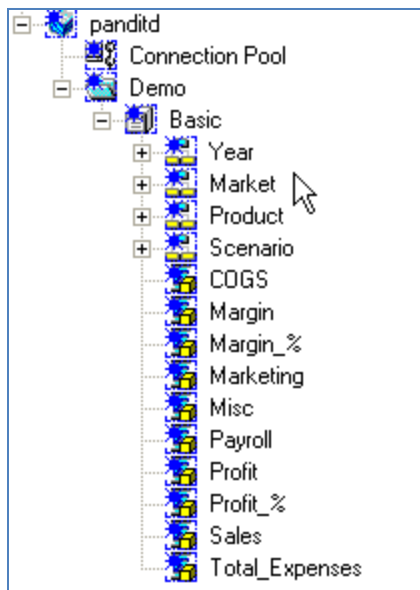 panditd
Connection Pool
Demo
Basic
Year
Market
Product
Scenario
COGS
Margin
Margin_%
Marketing
Misc
Payroll
Profit
Profit_%
Sales
Total_Expenses